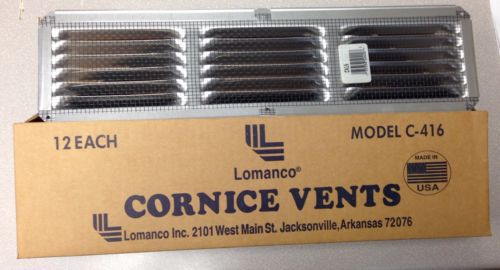 12 EACH
Lomanco®
MODEL C-416
MADE IN
USA
CORNICE VENTS
Lomanco Inc. 2101 West Main St. Jacksonville, Arkansas 72076